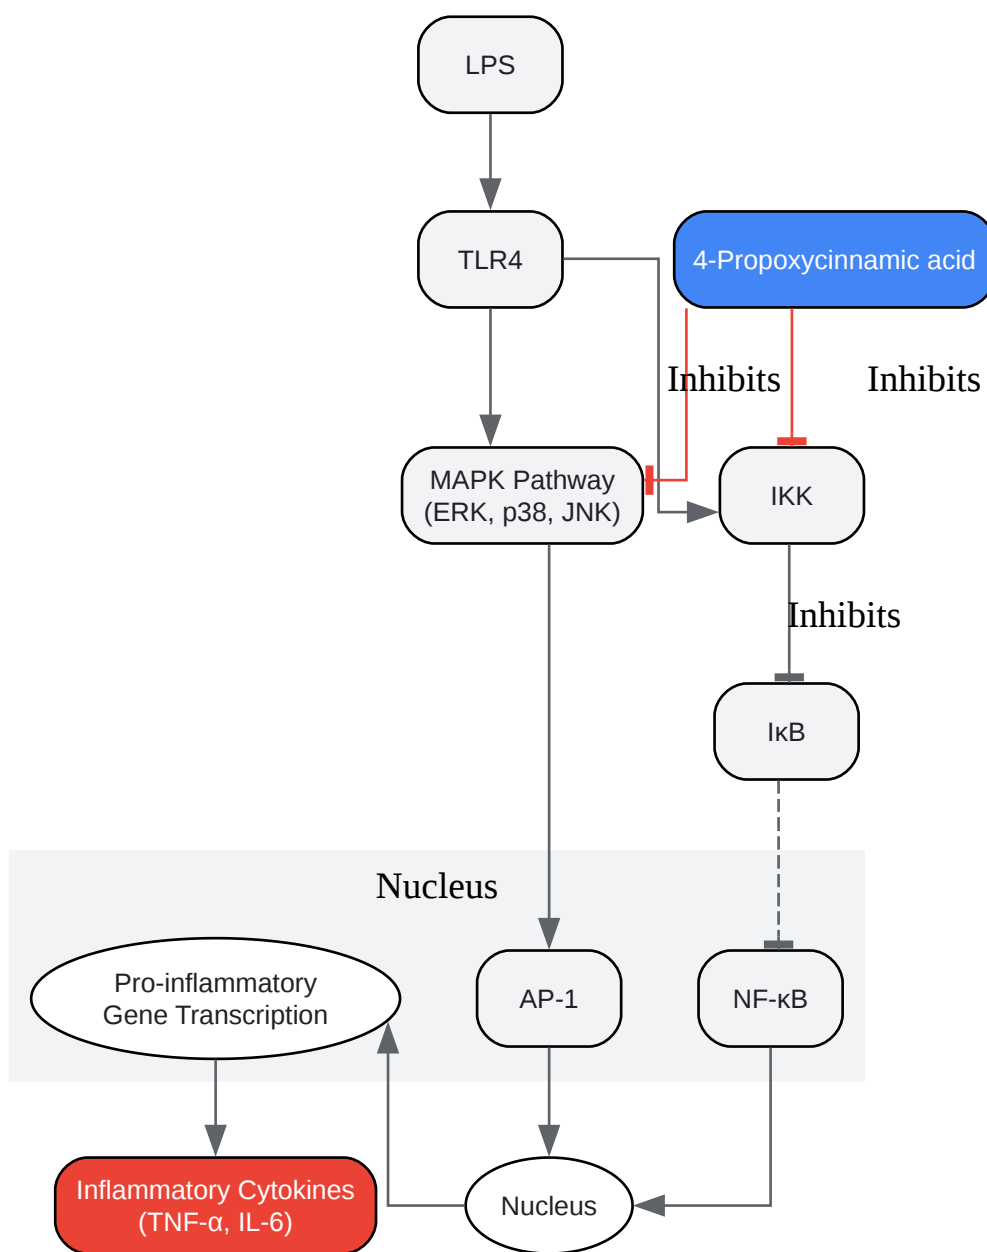 LPS
TLR4
4-Propoxycinnamic acid
Inhibits
Inhibits
MAPK Pathway
(ERK, p38, JNK)
IKK
Inhibits
IκB
Nucleus
Pro-inflammatory
Gene Transcription
AP-1
NF-κB
Inflammatory Cytokines
(TNF-α, IL-6)
Nucleus